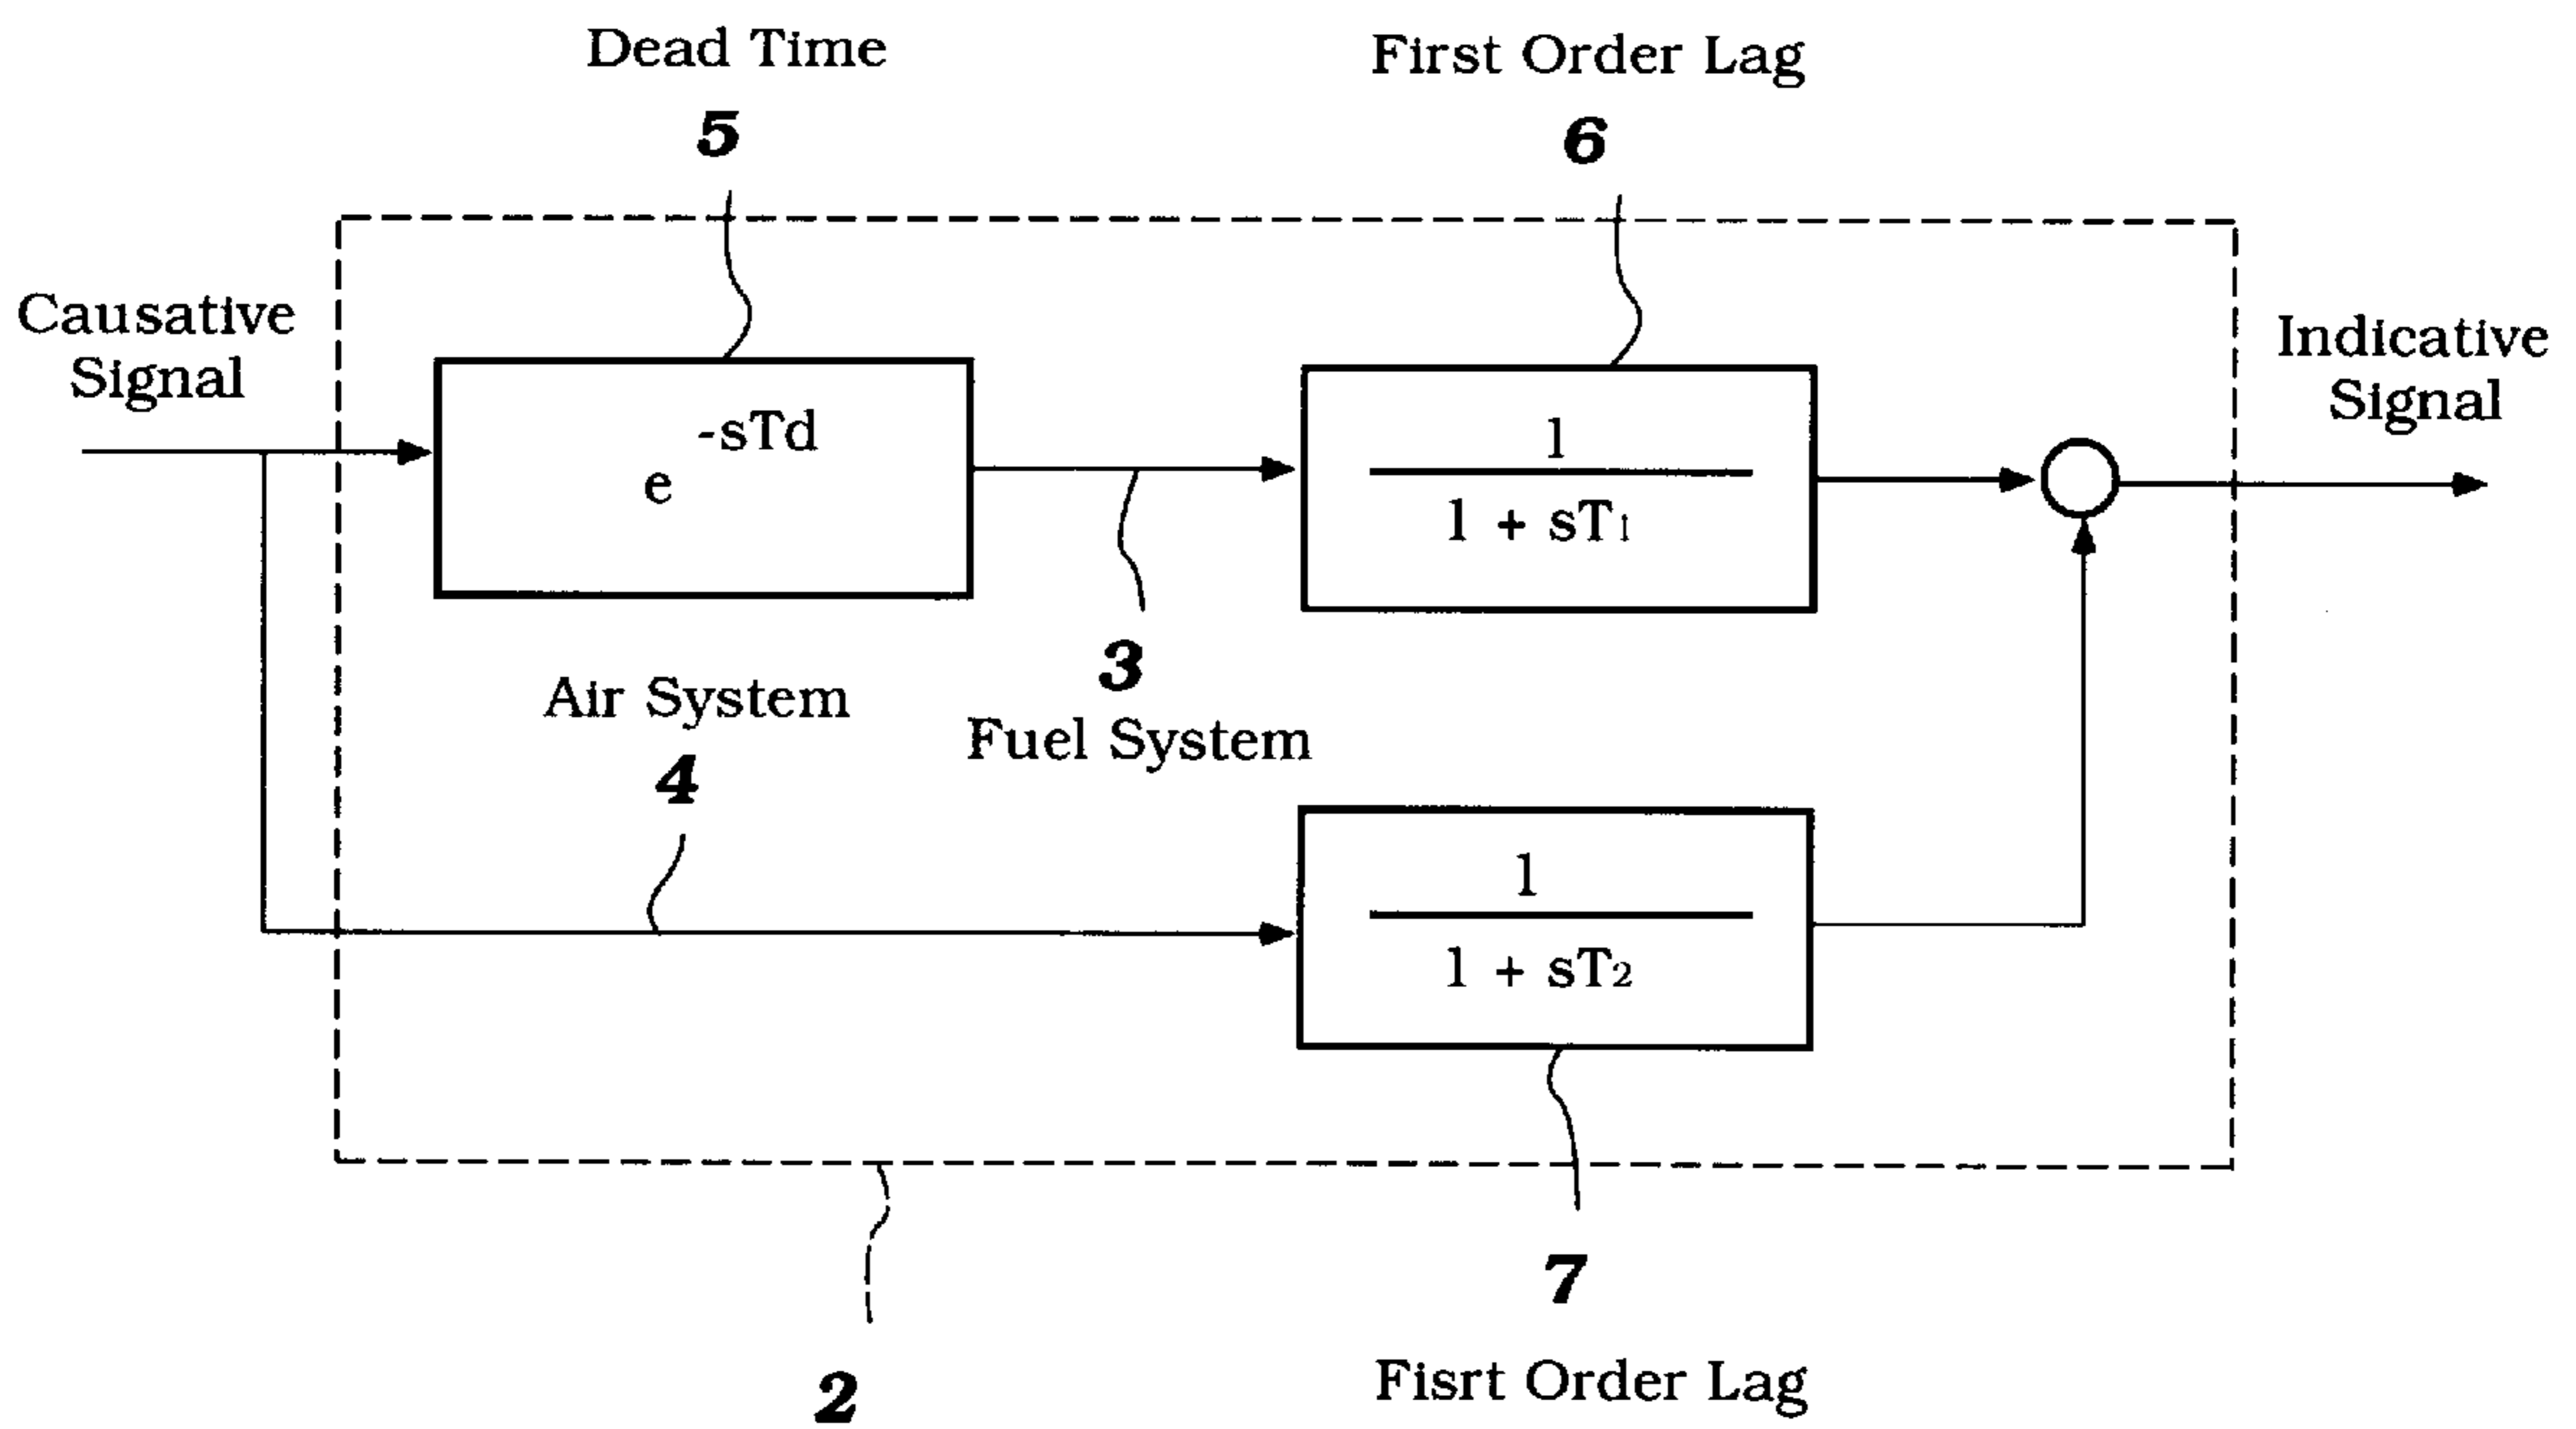 Dead Time
5
First Order Lag
6
Causative
Signal
Indicative
Signal
-sTd
e
1
1 + sT1
3
Fuel System
Air System
4
1
1 + sT2
7
Fisrt Order Lag
2